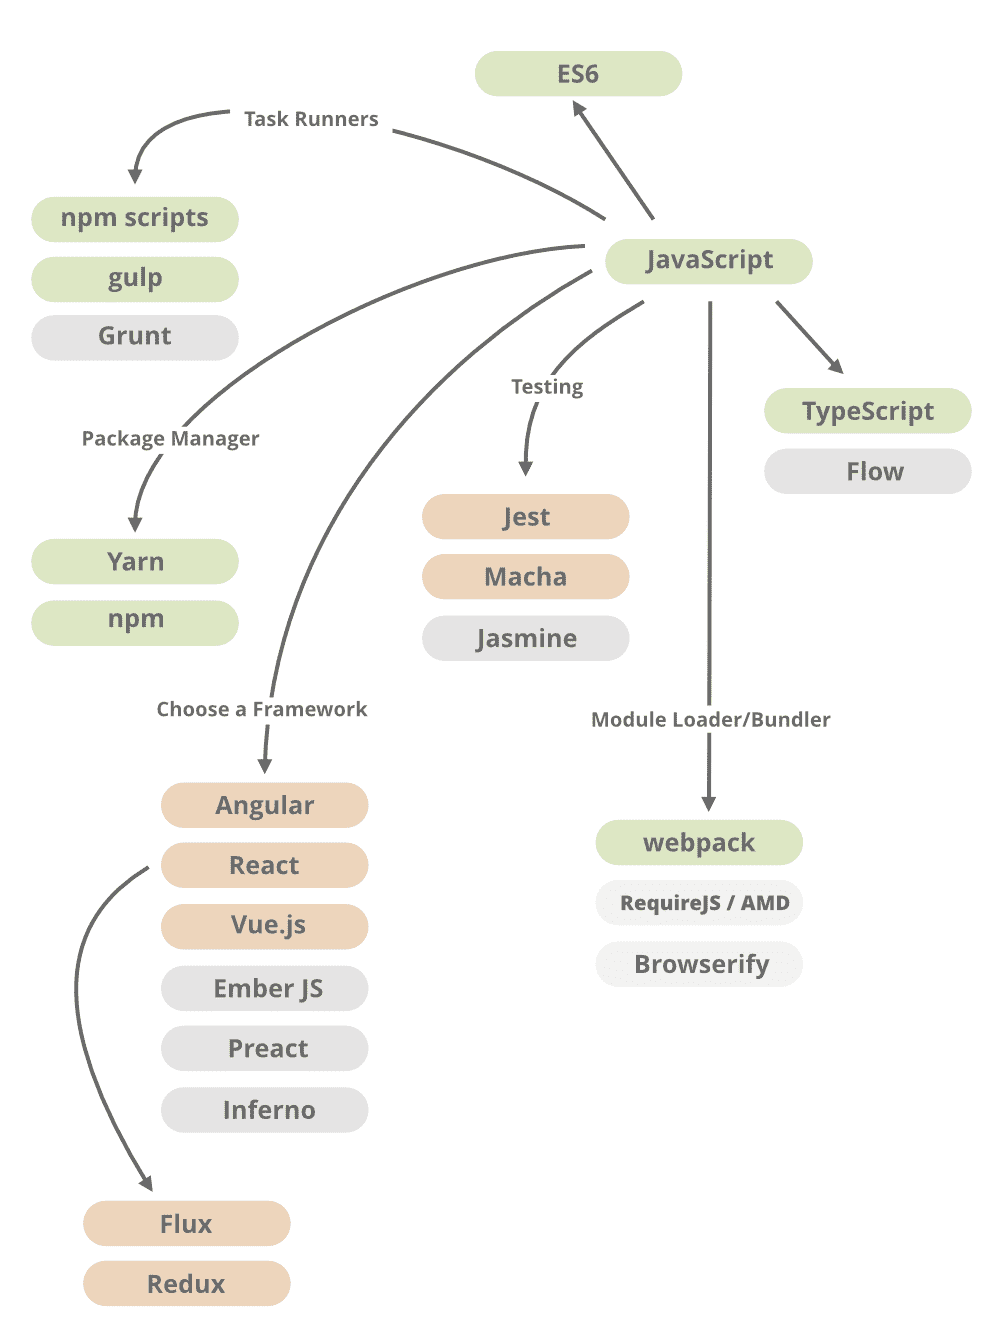 ES6
Task Runners
npm scripts
gulp
Grunt
JavaScript
Testing
TypeScript
Flow
Package Manager
Yarn
npm
Jest
Macha
Jasmine
Choose a Framework
Module Loader/Bundler
Angular
React
Vue.js
Ember JS
Preact
Inferno
webpack
RequireJS / AMD
Browserify
Flux
Redux